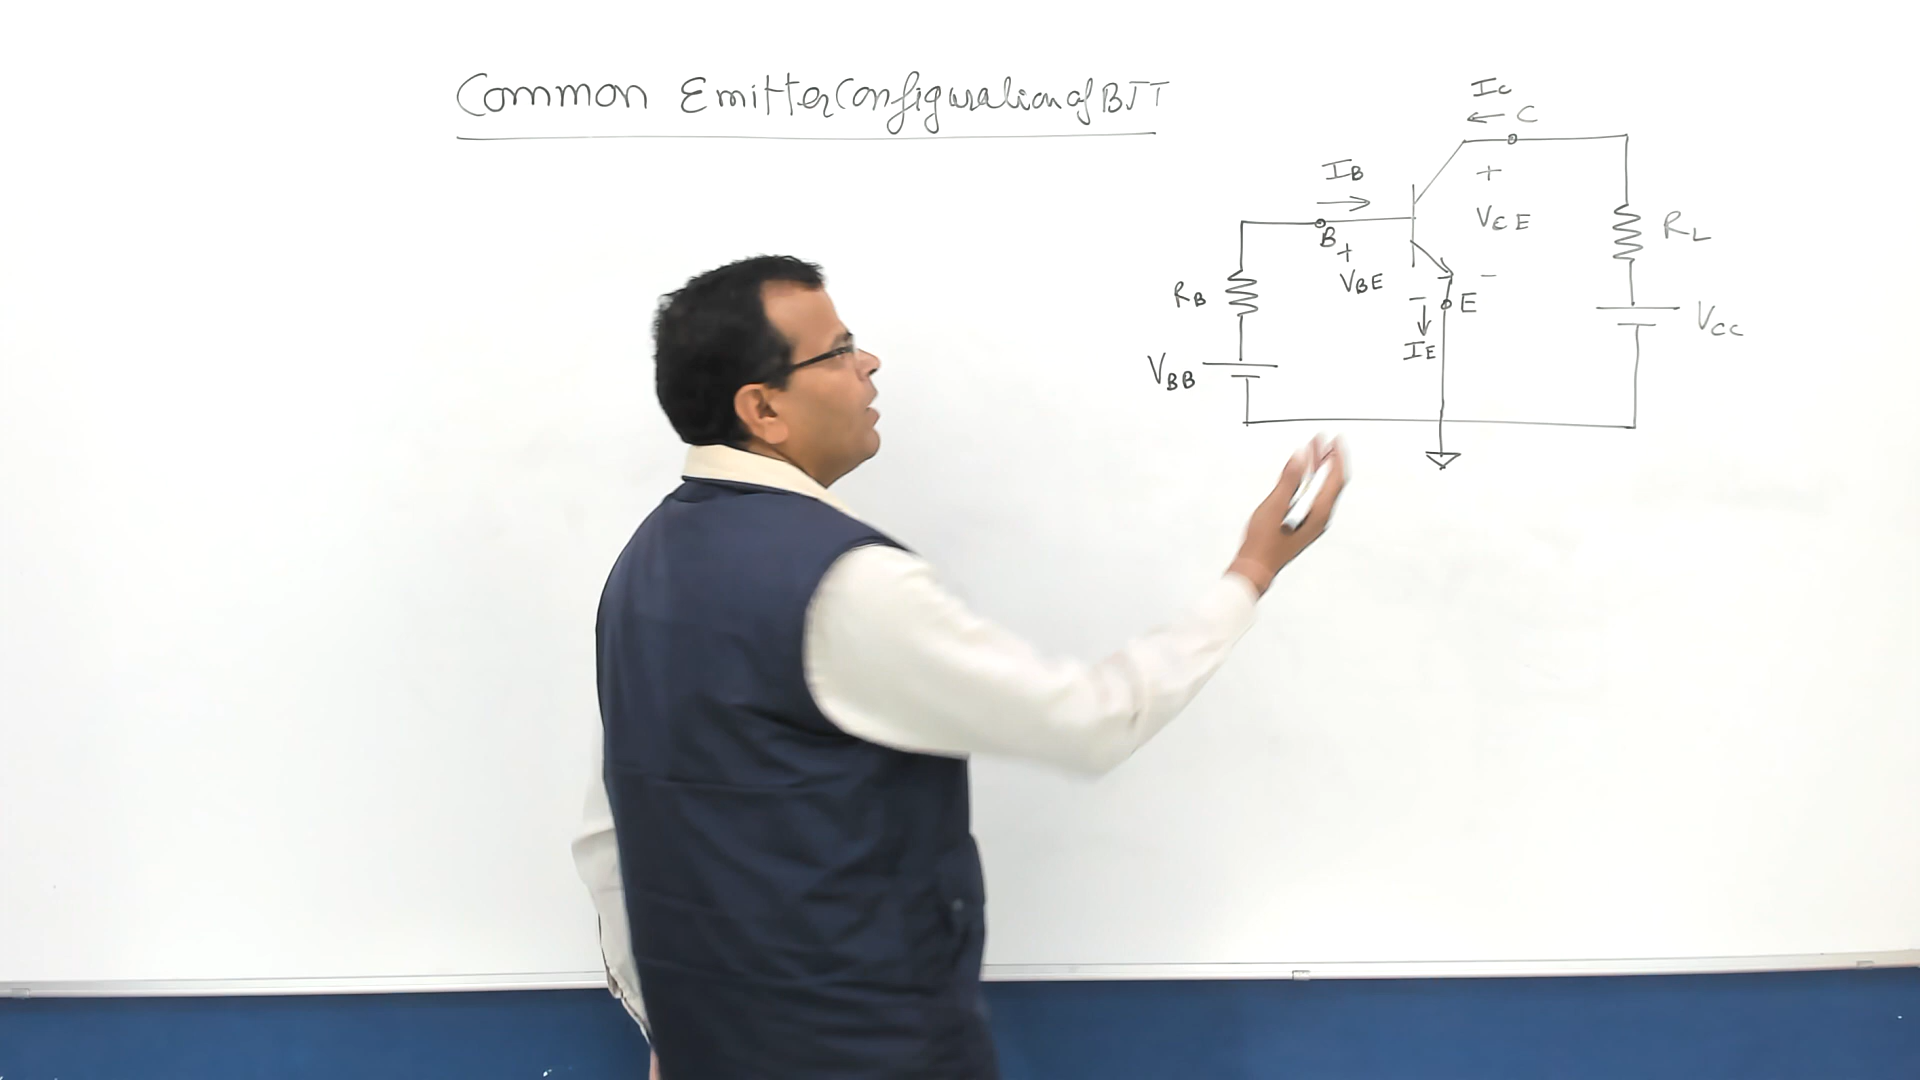 Common Emitter Configuration of BJT
IC
C
IB
+
VCE
RL
B
+
VBE
-
RB
-
E
IE
VCC
VBB